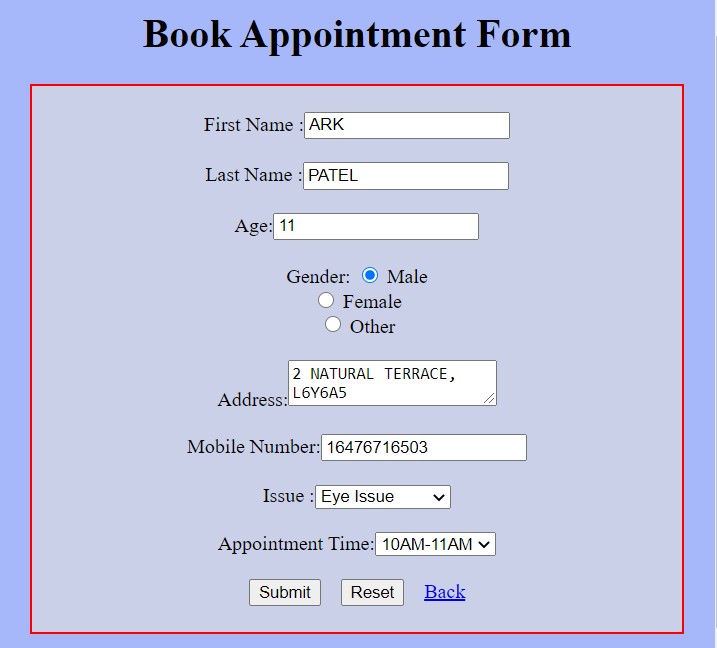 Book Appointment Form
First Name : ARK
Last Name : PATEL
Age: 11
Gender: Male
Female
Other
2 NATURAL TERRACE,
Address: L6Y6A5
Mobile Number: 16476716503
Issue : Eye Issue
Appointment Time: 10AM-11AM
Submit Reset Back